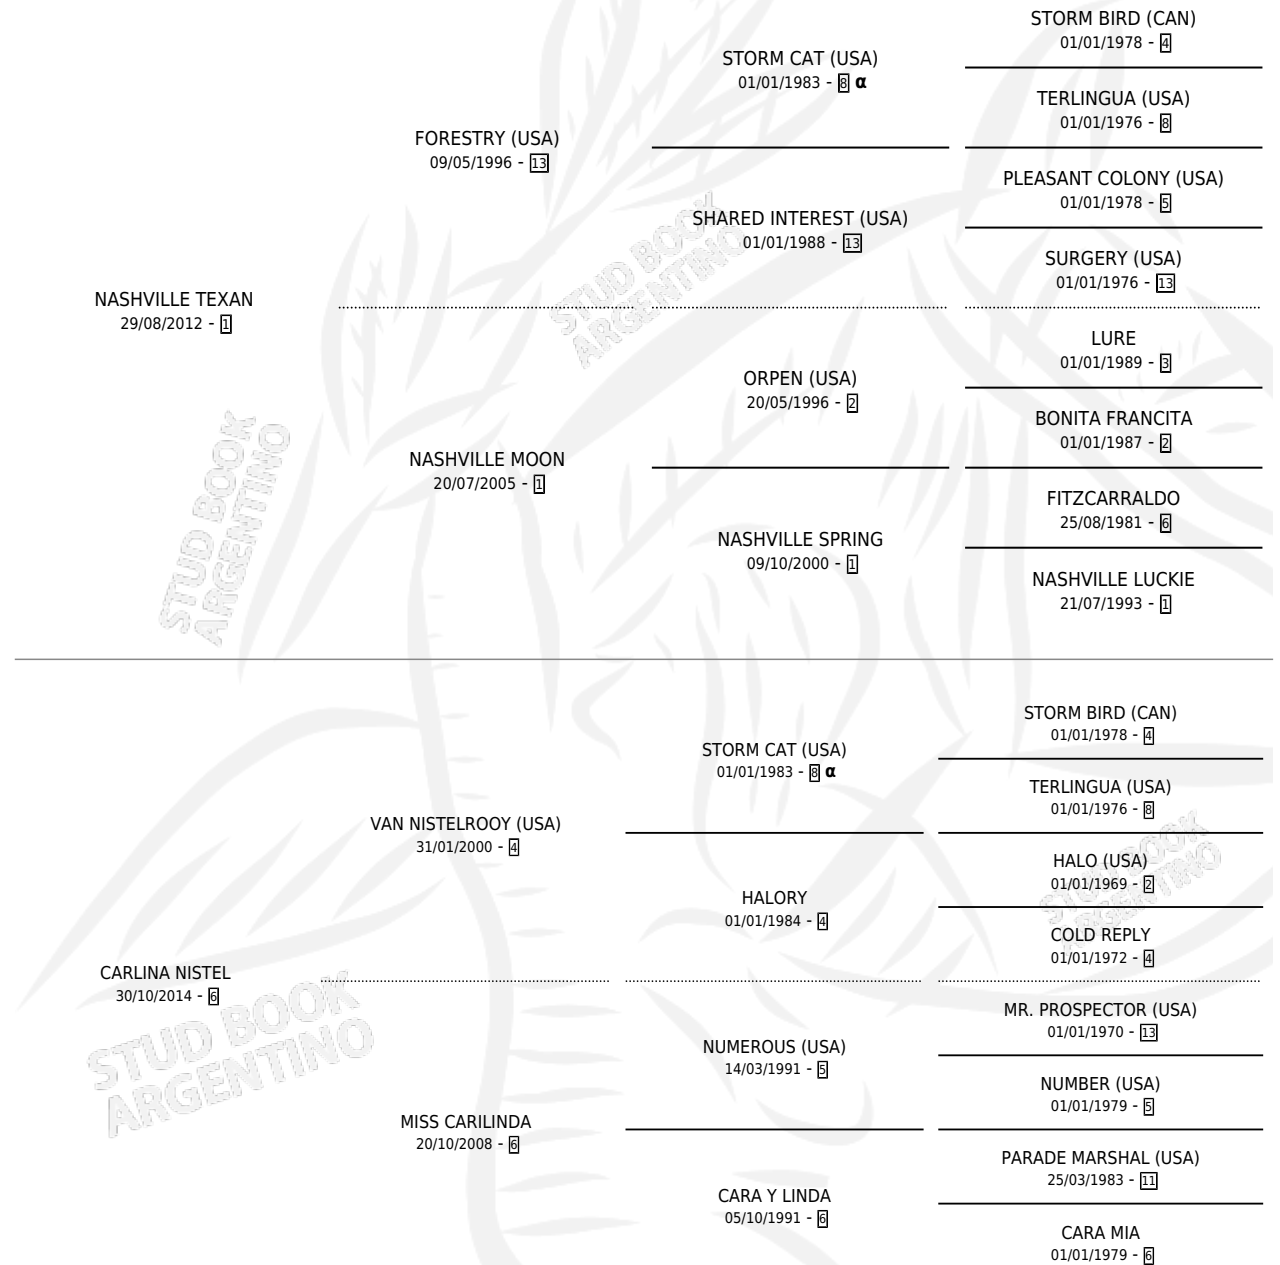 STORM BIRD (CAN)
01/01/1978 - 4
STORM CAT (USA)
01/01/1983 - 8 α
TERLINGUA (USA)
01/01/1976 - 8
FORESTRY (USA)
09/05/1996 - 13
PLEASANT COLONY (USA)
01/01/1978 - 5
SHARED INTEREST (USA)
01/01/1988 - 13
SURGERY (USA)
01/01/1976 - 13
NASHVILLE TEXAN
29/08/2012 - 1
LURE
01/01/1989 - 3
ORPEN (USA)
20/05/1996 - 2
BONITA FRANCITA
01/01/1987 - 2
NASHVILLE MOON
20/07/2005 - 1
FITZCARRALDO
25/08/1981 - 6
NASHVILLE SPRING
09/10/2000 - 1
NASHVILLE LUCKIE
21/07/1993 - 1
STORM BIRD (CAN)
01/01/1978 - 4
STORM CAT (USA)
01/01/1983 - 8 α
TERLINGUA (USA)
01/01/1976 - 8
VAN NISTELROOY (USA)
31/01/2000 - 4
HALO (USA)
01/01/1969 - 2
HALORY
01/01/1984 - 4
COLD REPLY
01/01/1972 - 4
CARLINA NISTEL
30/10/2014 - 6
MR. PROSPECTOR (USA)
01/01/1970 - 13
NUMEROUS (USA)
14/03/1991 - 5
NUMBER (USA)
01/01/1979 - 5
MISS CARILINDA
20/10/2008 - 6
PARADE MARSHAL (USA)
25/03/1983 - 11
CARA Y LINDA
05/10/1991 - 6
CARA MIA
01/01/1979 - 6
STUD BOOK
ARGENTINO
STUD BOOK
ARGENTINO
STUD BOOK
ARGENTINO
STUD BOOK
ARGENTINO